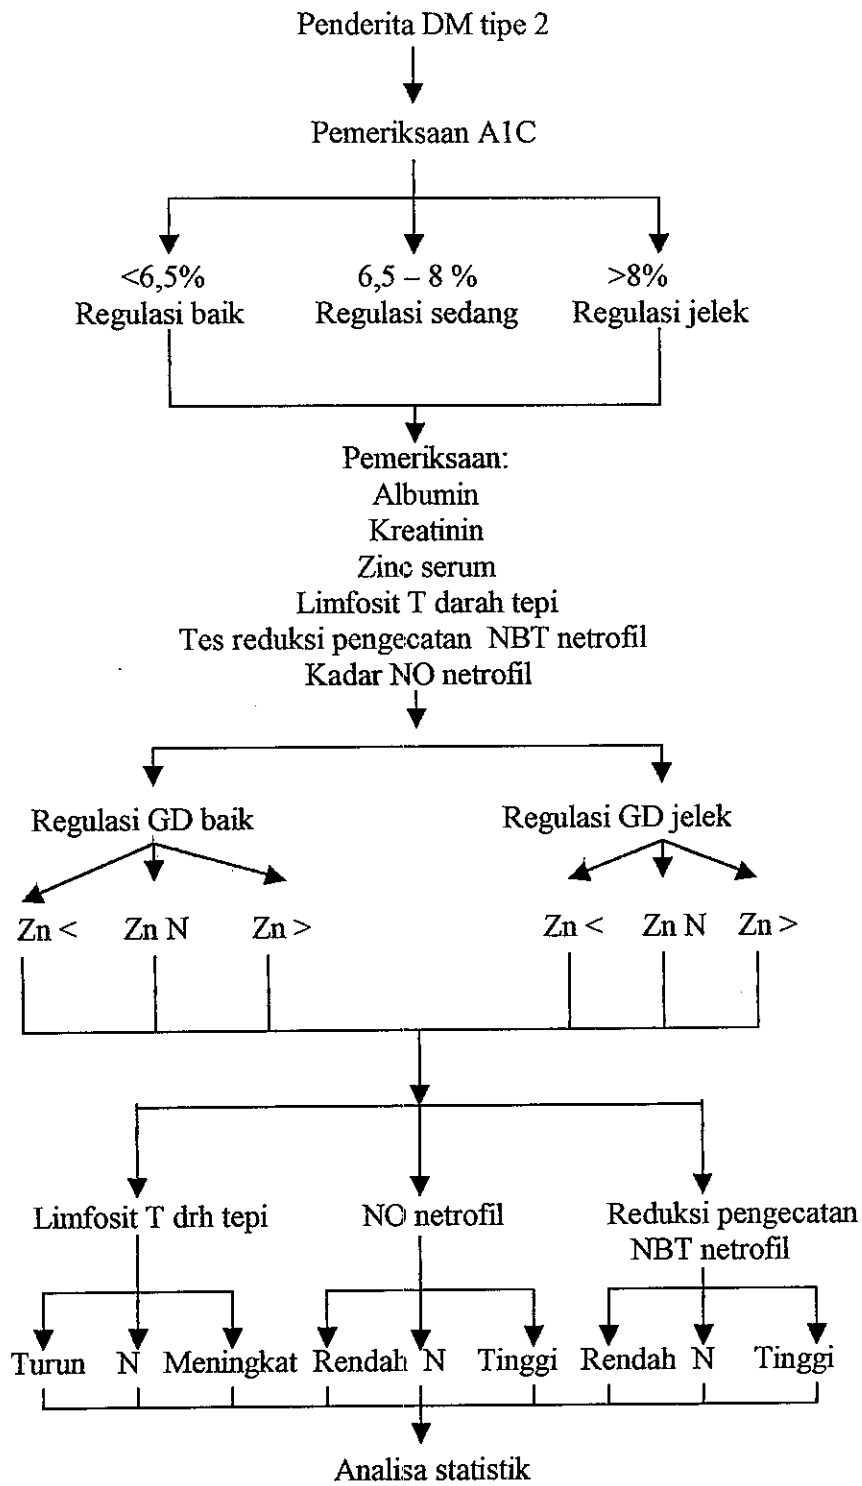 Penderita DM tipe 2
Pemeriksaan A1C
<6,5% 6,5 – 8 % >8%
Regulasi baik Regulasi sedang Regulasi jelek
Pemeriksaan:
Albumin
Kreatinin
Zinc serum
Limfosit T darah tepi
Tes reduksi pengecatan NBT netrofil
Kadar NO netrofil
Regulasi GD baik Regulasi GD jelek
Zn < Zn N Zn > Zn < Zn N Zn >
Limfosit T drh tepi NO netrofil Reduksi pengecatan
NBT netrofil
Turun N Meningkat Rendah N Tinggi Rendah N Tinggi
Analisa statistik